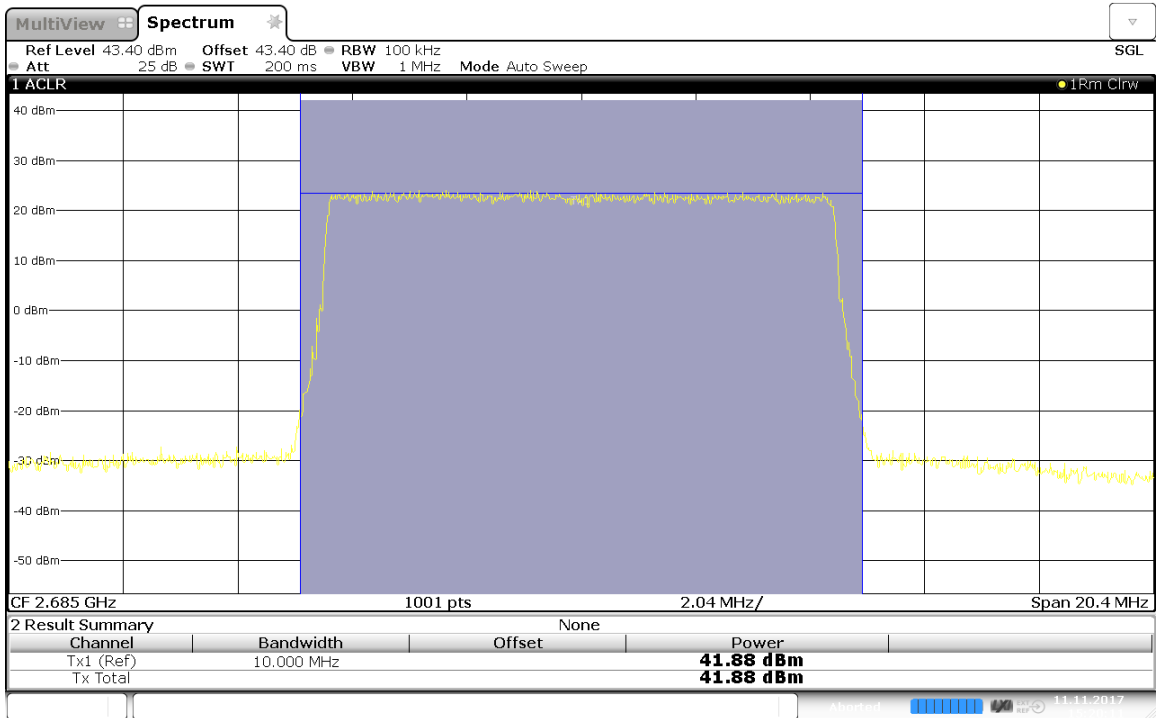 MultiView Spectrum
Ref Level 43.40 dBm Offset 43.40 dB RBW 100 kHz SGL
Att 25 dB SWT 200 ms VBW 1 MHz Mode Auto Sweep
1 ACLR 1Rm Clrw
40 dBm
30 dBm
20 dBm
10 dBm
0 dBm
-10 dBm
-20 dBm
-30 dBm
-40 dBm
-50 dBm
CF 2.685 GHz 1001 pts 2.04 MHz/ Span 20.4 MHz
2 Result Summary None
Channel Bandwidth Offset Power
Tx1 (Ref) 10.000 MHz 41.88 dBm
Tx Total 41.88 dBm
Aborted LXI EXT REF 11.11.2017